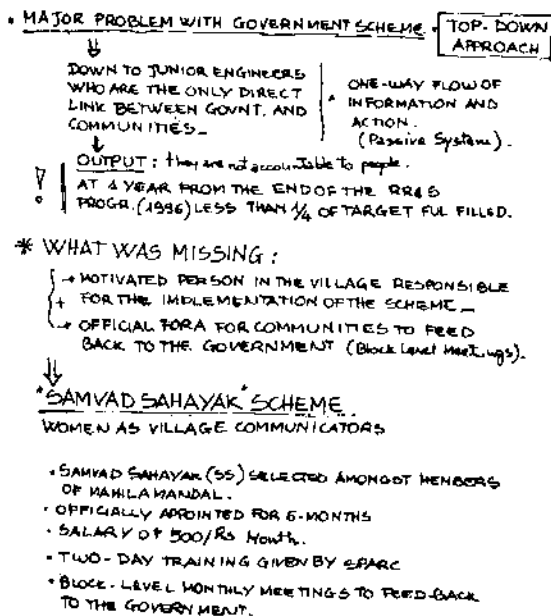 • MAJOR PROBLEM WITH GOVERNMENT SCHEME • TOP-DOWN APPROACH
DOWN TO JUNIOR ENGINEERS
WHO ARE THE ONLY DIRECT
LINK BETWEEN GOVNT. AND
COMMUNITIES_
• ONE-WAY FLOW OF
INFORMATION AND
ACTION.
(Passive System).
OUTPUT: they are not accountable to people.
AT 1 YEAR FROM THE END OF THE
PROGR. (1996) LESS THAN 1/4 OF TARGET FUL FILLED.
* WHAT WAS MISSING:
→ MOTIVATED PERSON IN THE VILLAGE RESPONSIBLE
+ FOR THE IMPLEMENTATION OF THE SCHEME_
→ OFFICIAL FORA FOR COMMUNITIES TO FEED
BACK TO THE GOVERNMENT (Block Level Meetings).
"SAMVAD SAHAYAK" SCHEME.
WOMEN AS VILLAGE COMMUNICATORS
• SAMVAD SAHAYAK (SS) SELECTED AMONGST MEMBERS
OF MAHILA MANDAL.
• OFFICIALLY APPOINTED FOR 6-MONTHS
• SALARY OF 500/Rs Month.
• TWO-DAY TRAINING GIVEN BY SPARC
• BLOCK-LEVEL MONTHLY MEETINGS TO FEED-BACK
TO THE GOVERNMENT.